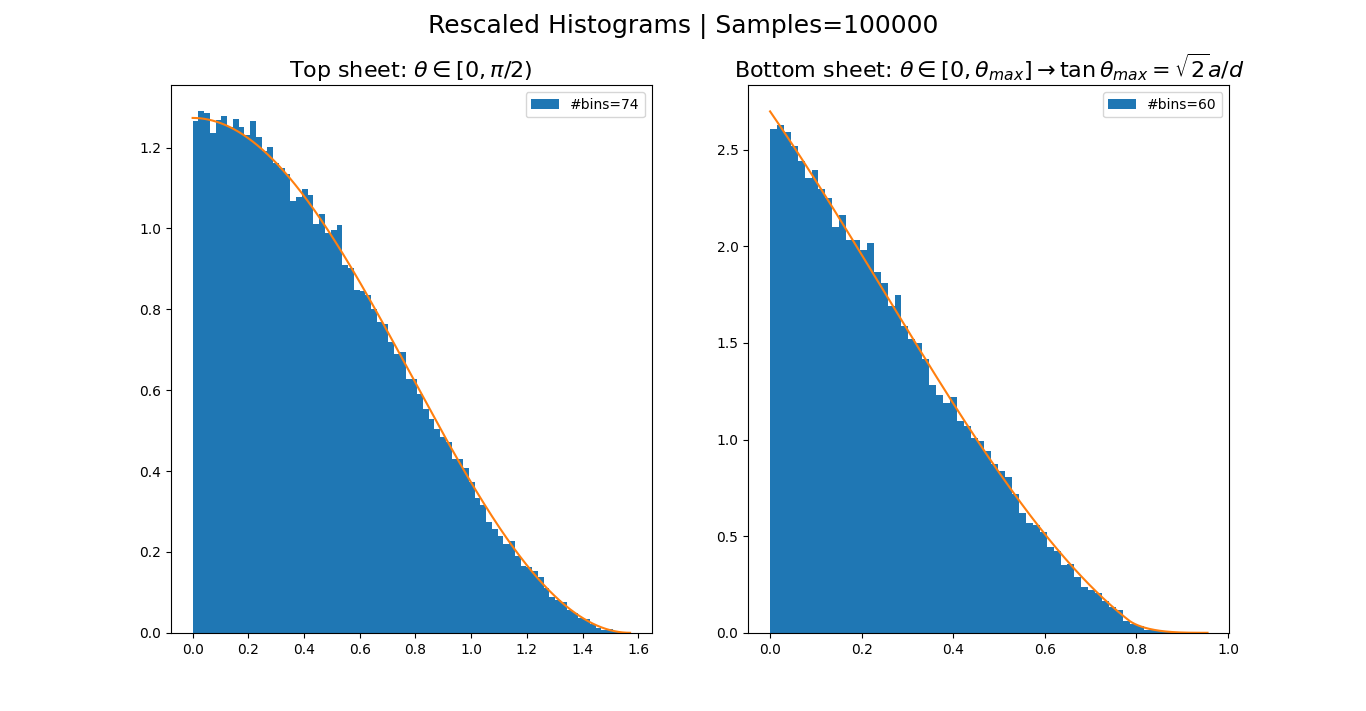 Rescaled Histograms | Samples=100000
Top sheet: θ ∈ [0, π/2)
Bottom sheet: θ ∈ [0, θ_max] → tan θ_max = √2a/d
#bins=74
#bins=60
1.2
1.0
0.8
0.6
0.4
0.2
0.0
0.0 0.2 0.4 0.6 0.8 1.0 1.2 1.4 1.6
2.5
2.0
1.5
1.0
0.5
0.0
0.0 0.2 0.4 0.6 0.8 1.0